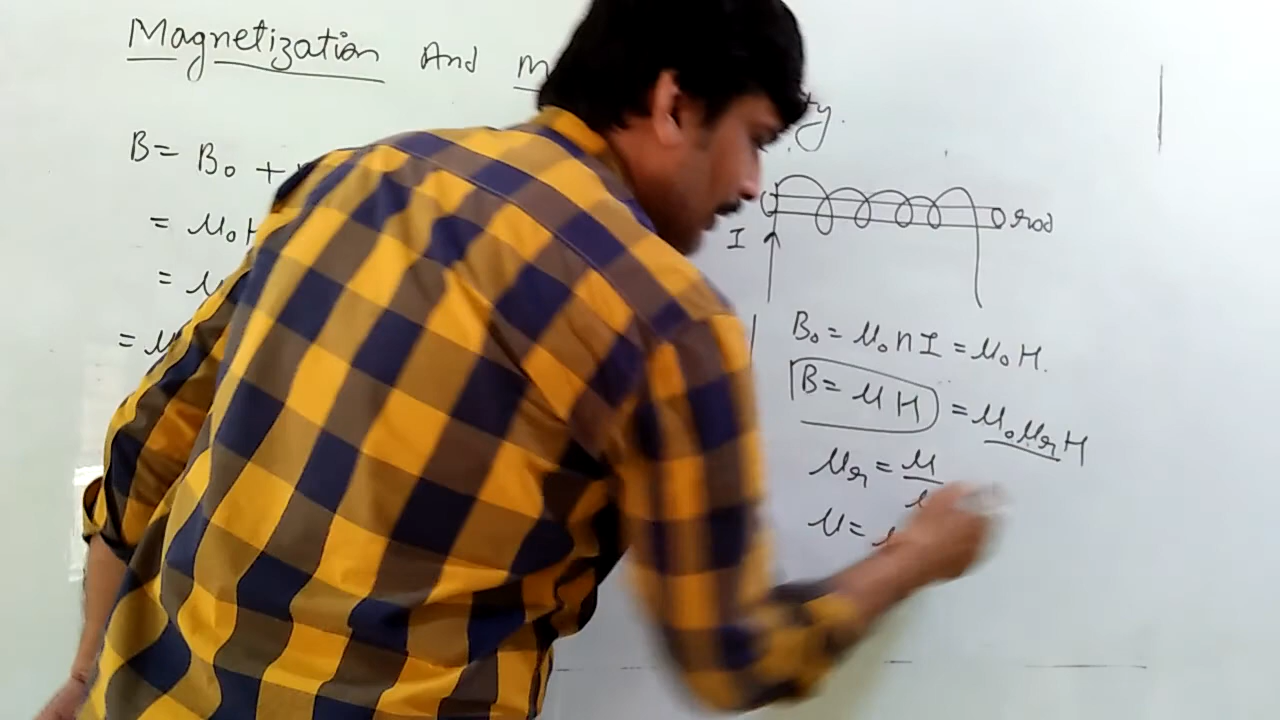 Magnetization And
B = B₀ +
= μ₀H
= μ
= μ
rod
I
B₀ = μ₀nI = μ₀H.
B = μH = μ₀μᵣH
μᵣ = μ
μ =